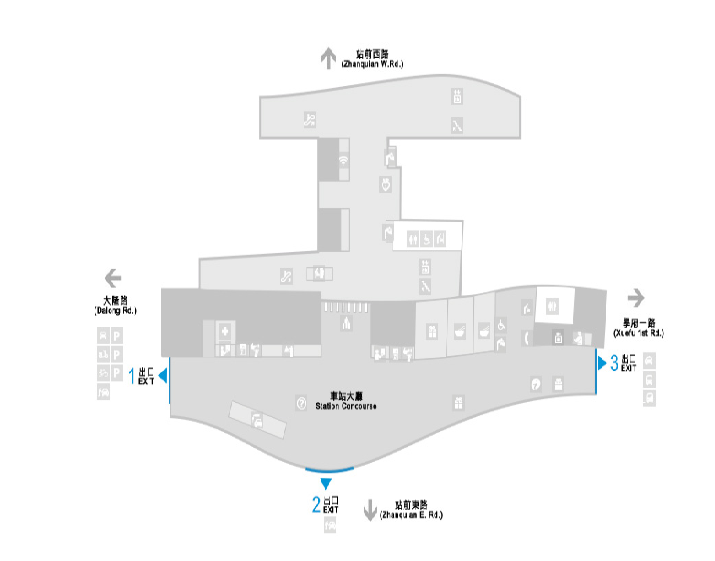 站前西路
(Zhanqian W.Rd.)
大隆路
(Dalong Rd.)
學府一路
(Xuefu 1st Rd.)
P
P
P
1 出口
EXIT
3 出口
EXIT
車站大廳
Station Concourse
2 出口
EXIT
站前東路
(Zhanqian E. Rd.)